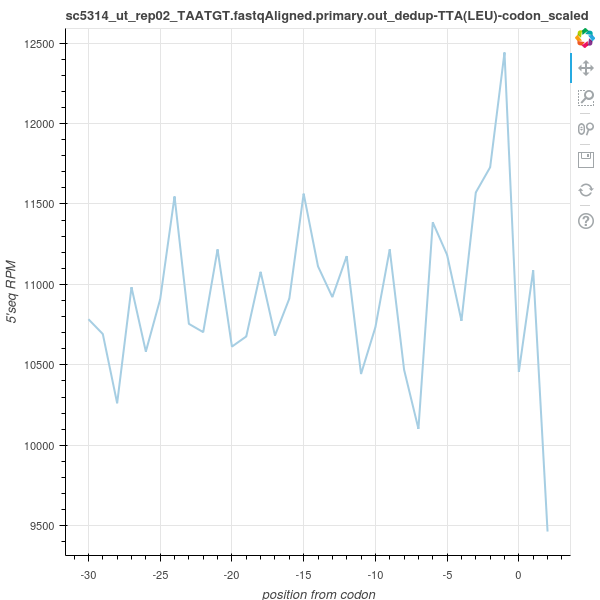 sc5314_ut_rep02_TAATGT.fastqAligned.primary.out_dedup-TTA(LEU)-codon_scaled
12500
12000
11500
11000
10500
10000
9500
5'seq RPM
-30 -25 -20 -15 -10 -5 0
position from codon